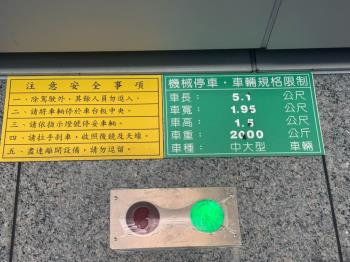 注意安全事項
一、除駕駛外，其餘人員勿進入。
二、請將車輛停於車台板中央。
三、請依指示燈號停妥車輛。
四、請拉手剎車，收照後鏡及天線。
五、盡速離開設備，請勿逗留。
機械停車・車輛規格限制
車長： 5.1 公尺
車寬： 1.95 公尺
車高： 1.5 公尺
車重： 2000 公斤
車種： 中大型 車輛